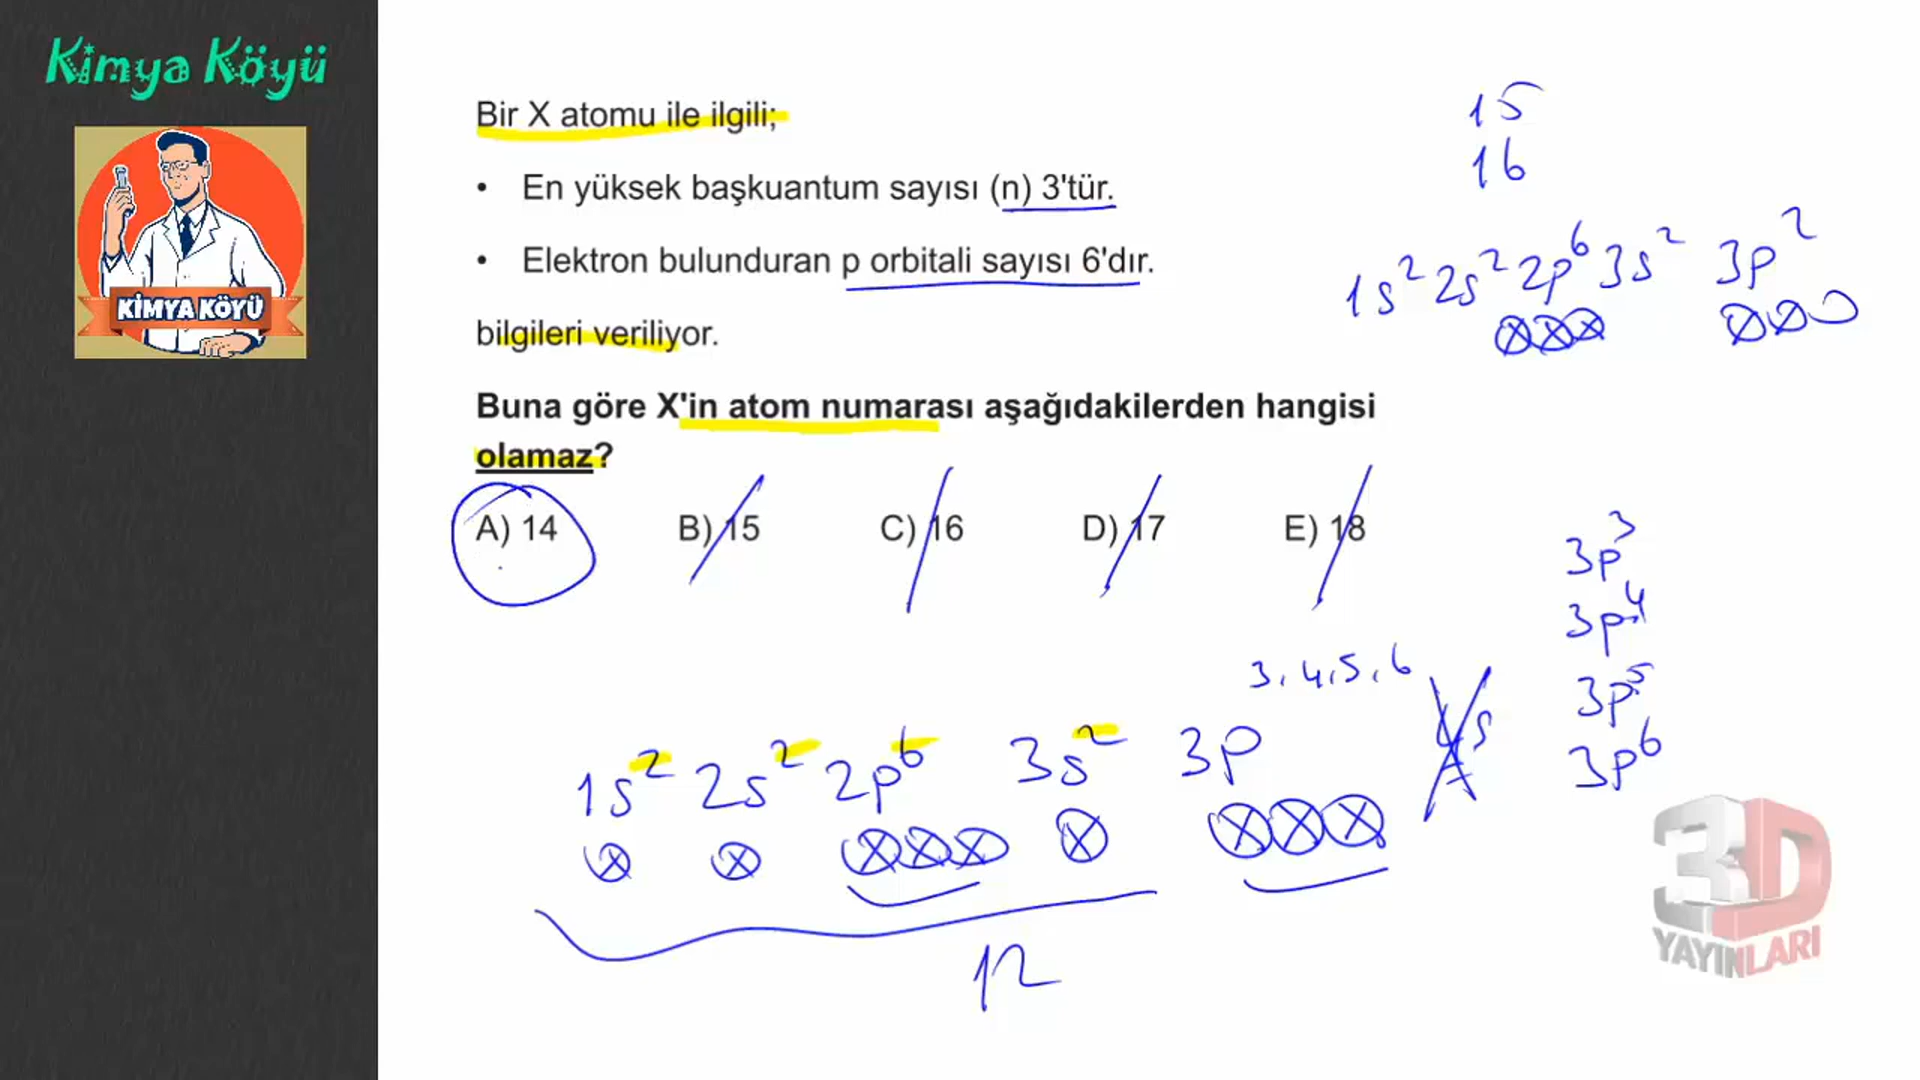 Kimya Köyü
KİMYA KÖYÜ
Bir X atomu ile ilgili;
• En yüksek başkuantum sayısı (n) 3'tür.
• Elektron bulunduran p orbitali sayısı 6'dır.
bilgileri veriliyor.
Buna göre X'in atom numarası aşağıdakilerden hangisi
olamaz?
A) 14 B) 15 C) 16 D) 17 E) 18
15
16
1s² 2s² 2p⁶ 3s² 3p²
3p³
3p⁴
3p⁵
3p⁶
3, 4, 5, 6
1s² 2s² 2p⁶ 3s² 3p 4s
12
3D
YAYINLARI